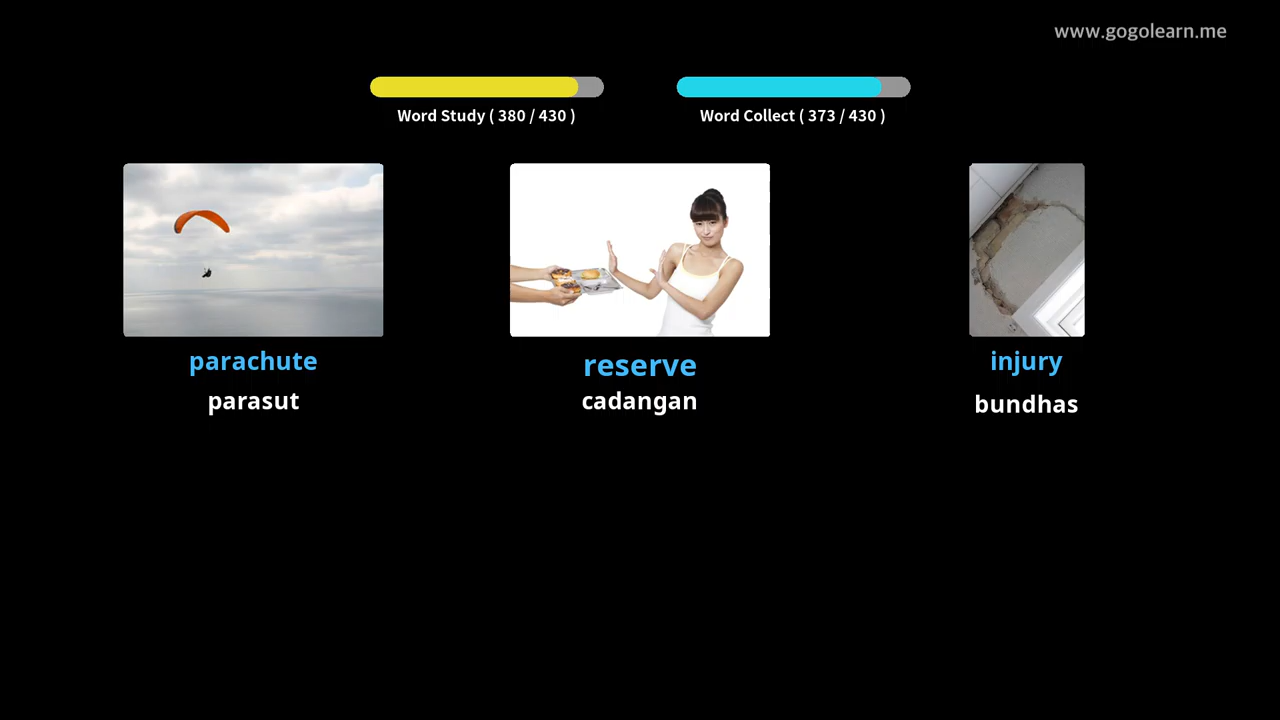 www.gogolearn.me
Word Study ( 380 / 430 )
Word Collect ( 373 / 430 )
parachute
parasut
reserve
cadangan
injury
bundhas